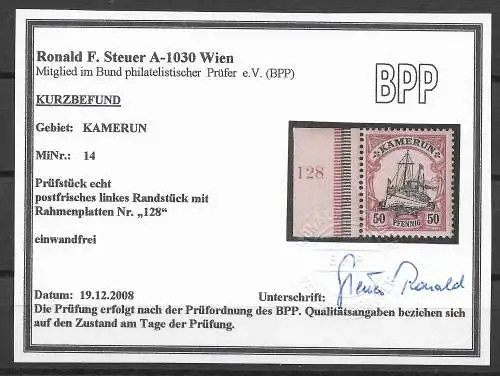 Ronald F. Steuer A-1030 Wien
Mitglied im Bund philatelistischer Prüfer e.V. (BPP)
BPP
KURZBEFUND
Gebiet: KAMERUN
MiNr.: 14
Prüfstück echt
postfrisches linkes Randstück mit
Rahmenplatten Nr. „128“
einwandfrei
128
KAMERUN
50 PFENNIG 50
Datum: 19.12.2008
Unterschrift: Steuer Ronald
Die Prüfung erfolgt nach der Prüfordnung des BPP. Qualitätsangaben beziehen sich
auf den Zustand am Tage der Prüfung.